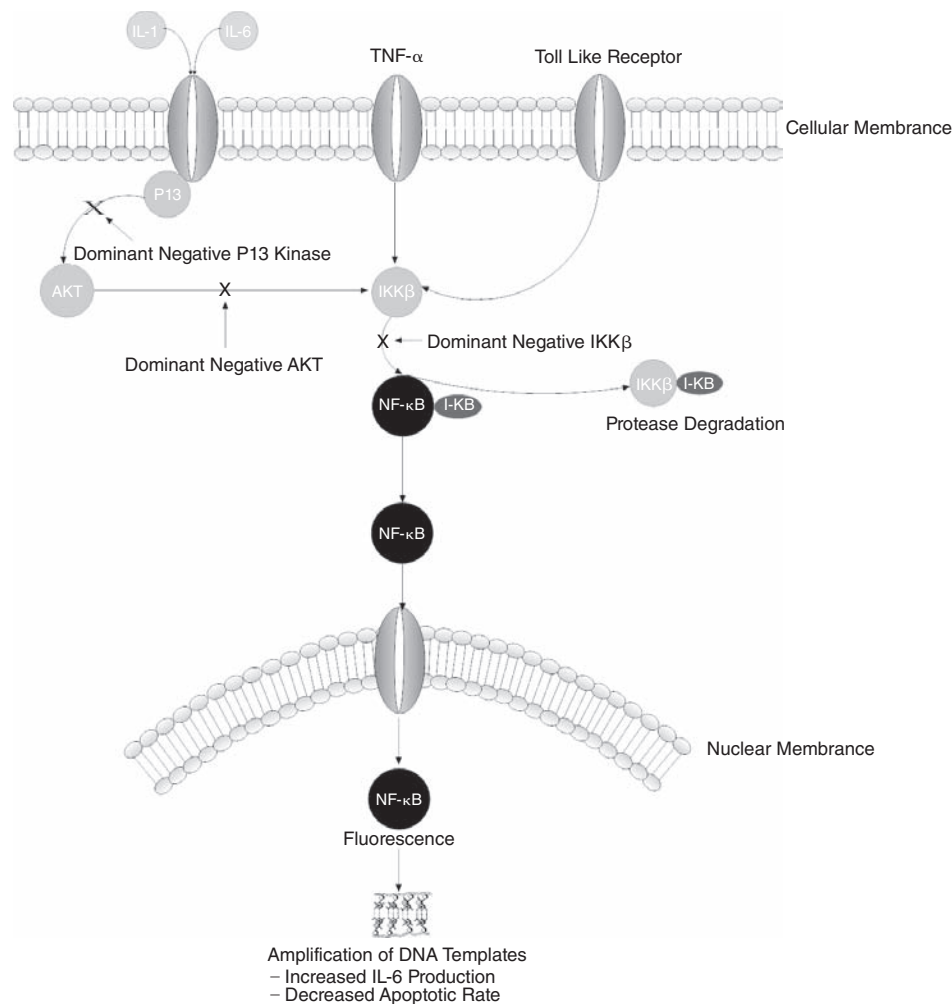 IL-1
IL-6
TNF-α
Toll Like Receptor
Cellular Membrance
P13
Dominant Negative P13 Kinase
AKT
X
IKKβ
Dominant Negative AKT
X
Dominant Negative IKKβ
X
NF-κB
I-KB
IKKβ
I-KB
Protease Degradation
NF-κB
Nuclear Membrance
NF-κB
Fluorescence
Amplification of DNA Templates
– Increased IL-6 Production
– Decreased Apoptotic Rate